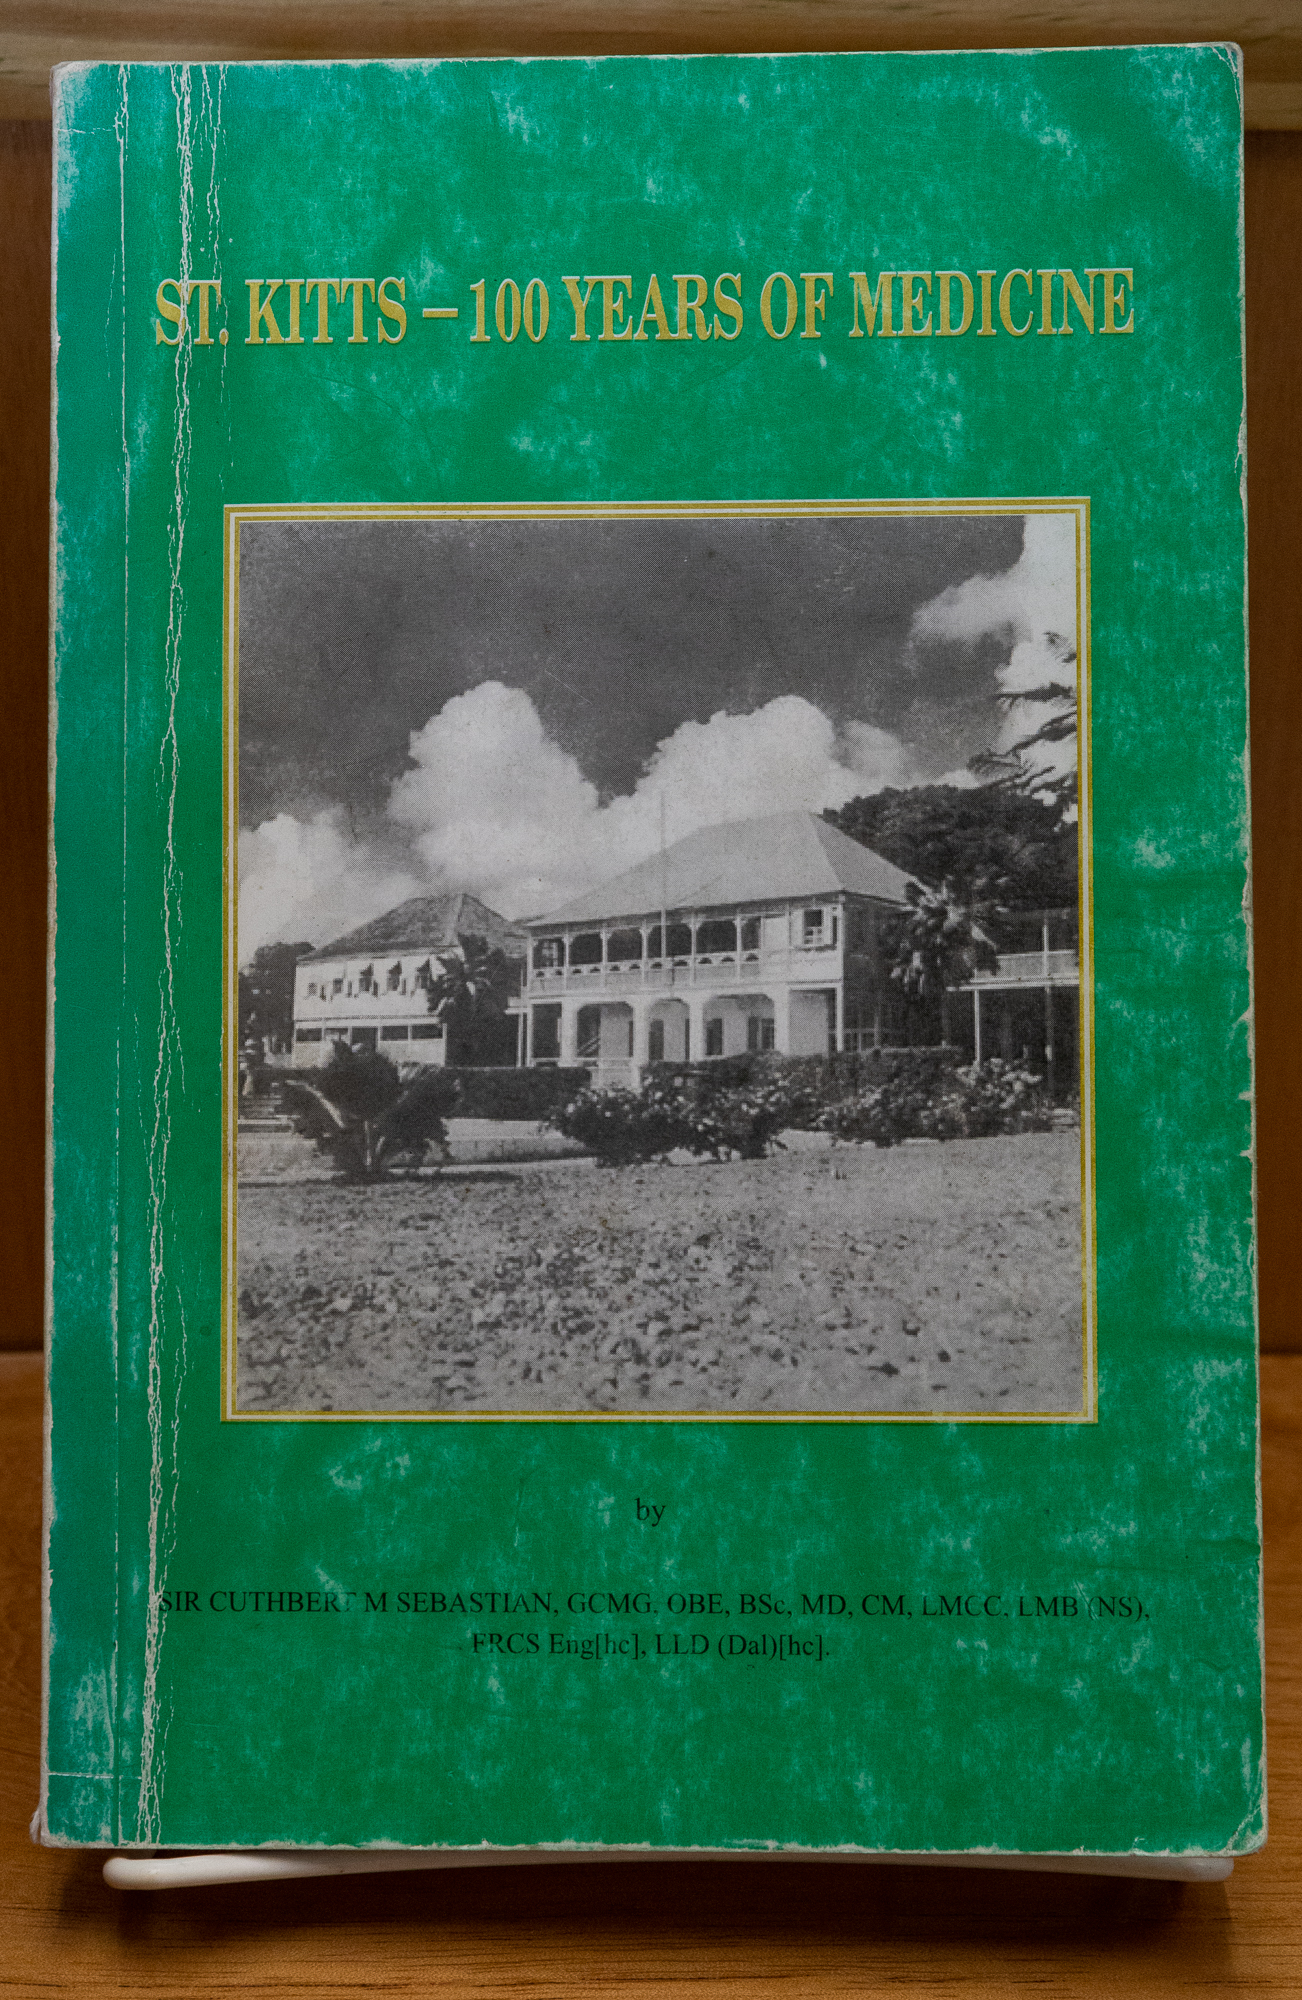 ST. KITTS – 100 YEARS OF MEDICINE
by
SIR CUTHBERT M SEBASTIAN, GCMG, OBE, BSc, MD, CM, LMCC, LMB (NS),
FRCS Eng[hc], LLD (Dal)[hc].